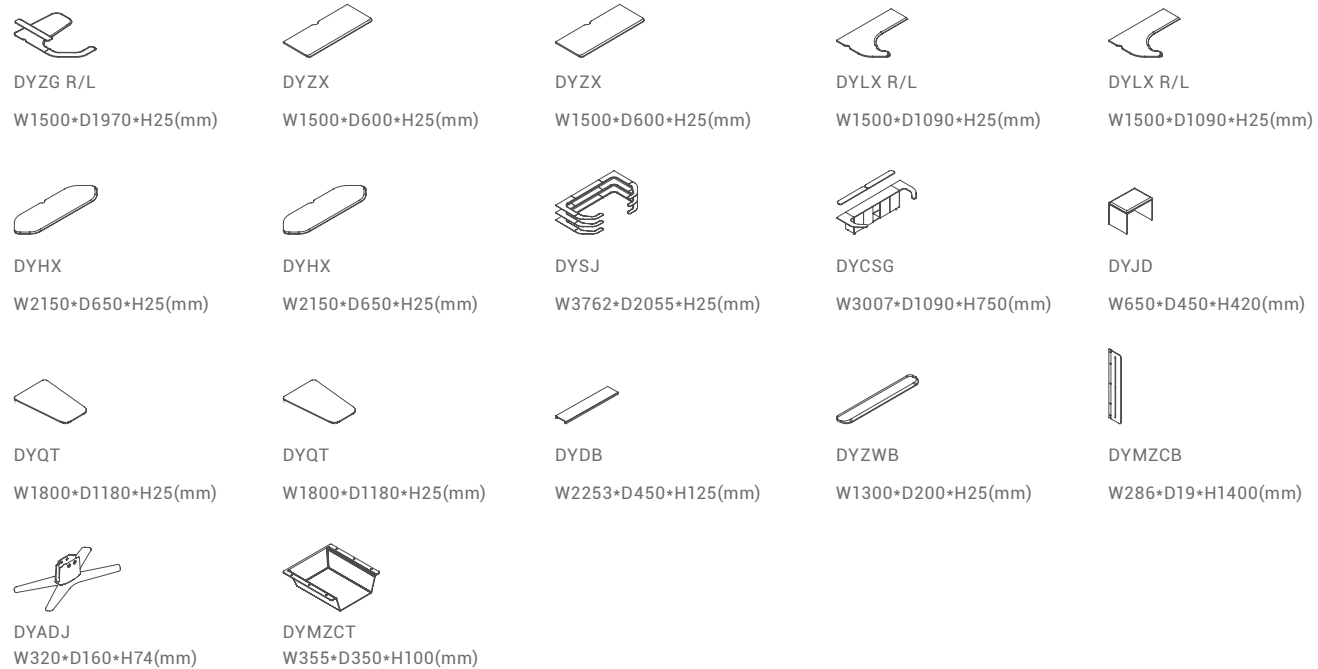 DYZG R/L
W1500*D1970*H25(mm)
DYZX
W1500*D600*H25(mm)
DYZX
W1500*D600*H25(mm)
DYLX R/L
W1500*D1090*H25(mm)
DYLX R/L
W1500*D1090*H25(mm)
DYHX
W2150*D650*H25(mm)
DYHX
W2150*D650*H25(mm)
DYSJ
W3762*D2055*H25(mm)
DYCSG
W3007*D1090*H750(mm)
DYJD
W650*D450*H420(mm)
DYQT
W1800*D1180*H25(mm)
DYQT
W1800*D1180*H25(mm)
DYDB
W2253*D450*H125(mm)
DYZWB
W1300*D200*H25(mm)
DYMZCB
W286*D19*H1400(mm)
DYADJ
W320*D160*H74(mm)
DYMZCT
W355*D350*H100(mm)